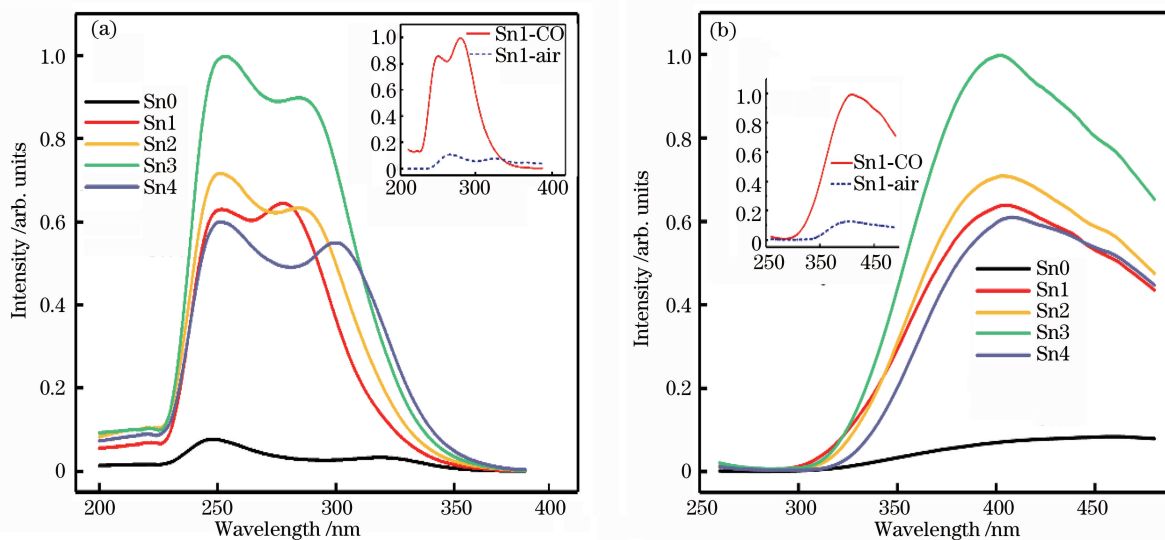 (a)
Intensity /arb. units
1.0
0.8
0.6
0.4
0.2
0
Sn0
Sn1
Sn2
Sn3
Sn4
Sn1-CO
Sn1-air
1.0
0.8
0.6
0.4
0.2
0
200 300 400
200 250 300 350 400
Wavelength /nm
(b)
Intensity /arb. units
1.0
0.8
0.6
0.4
0.2
0
1.0
0.8
0.6
0.4
0.2
0
Sn1-CO
Sn1-air
250 350 450
Sn0
Sn1
Sn2
Sn3
Sn4
250 300 350 400 450
Wavelength /nm